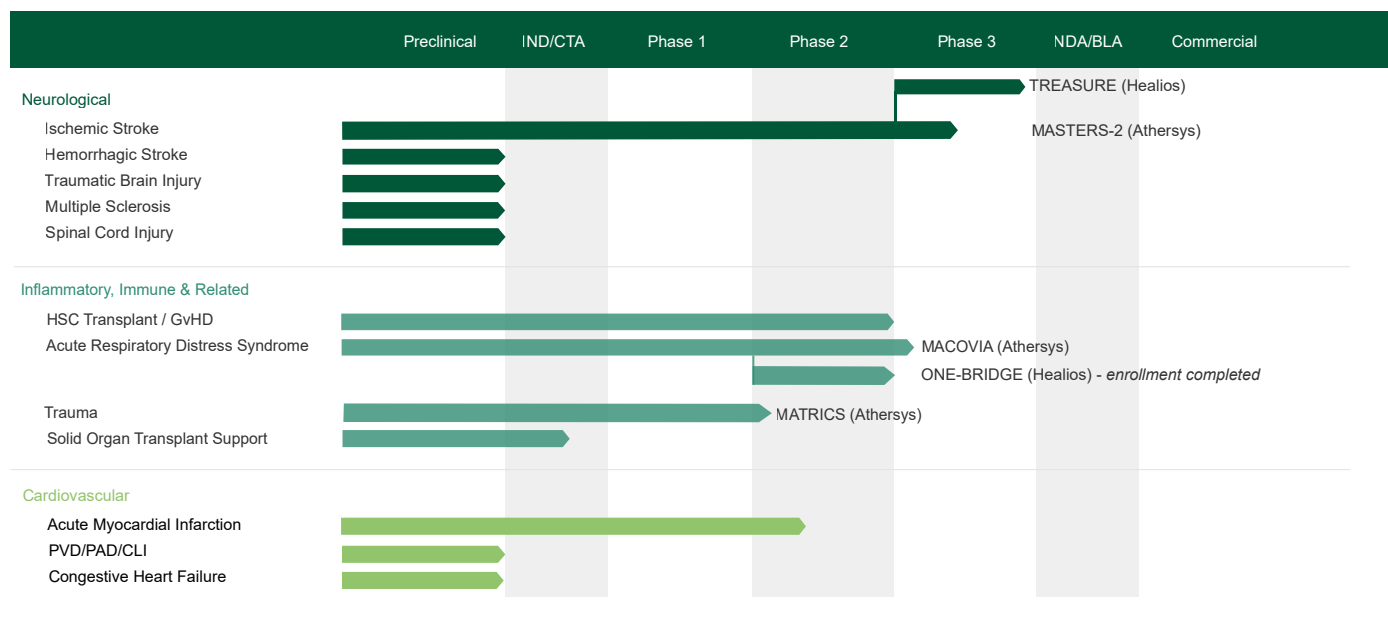 Preclinical IND/CTA Phase 1 Phase 2 Phase 3 NDA/BLA Commercial
TREASURE (Healios)
Neurological
Ischemic Stroke MASTERS-2 (Athersys)
Hemorrhagic Stroke
Traumatic Brain Injury
Multiple Sclerosis
Spinal Cord Injury
Inflammatory, Immune & Related
HSC Transplant / GvHD
Acute Respiratory Distress Syndrome MACOVIA (Athersys)
ONE-BRIDGE (Healios) - enrollment completed
Trauma MATRICS (Athersys)
Solid Organ Transplant Support
Cardiovascular
Acute Myocardial Infarction
PVD/PAD/CLI
Congestive Heart Failure